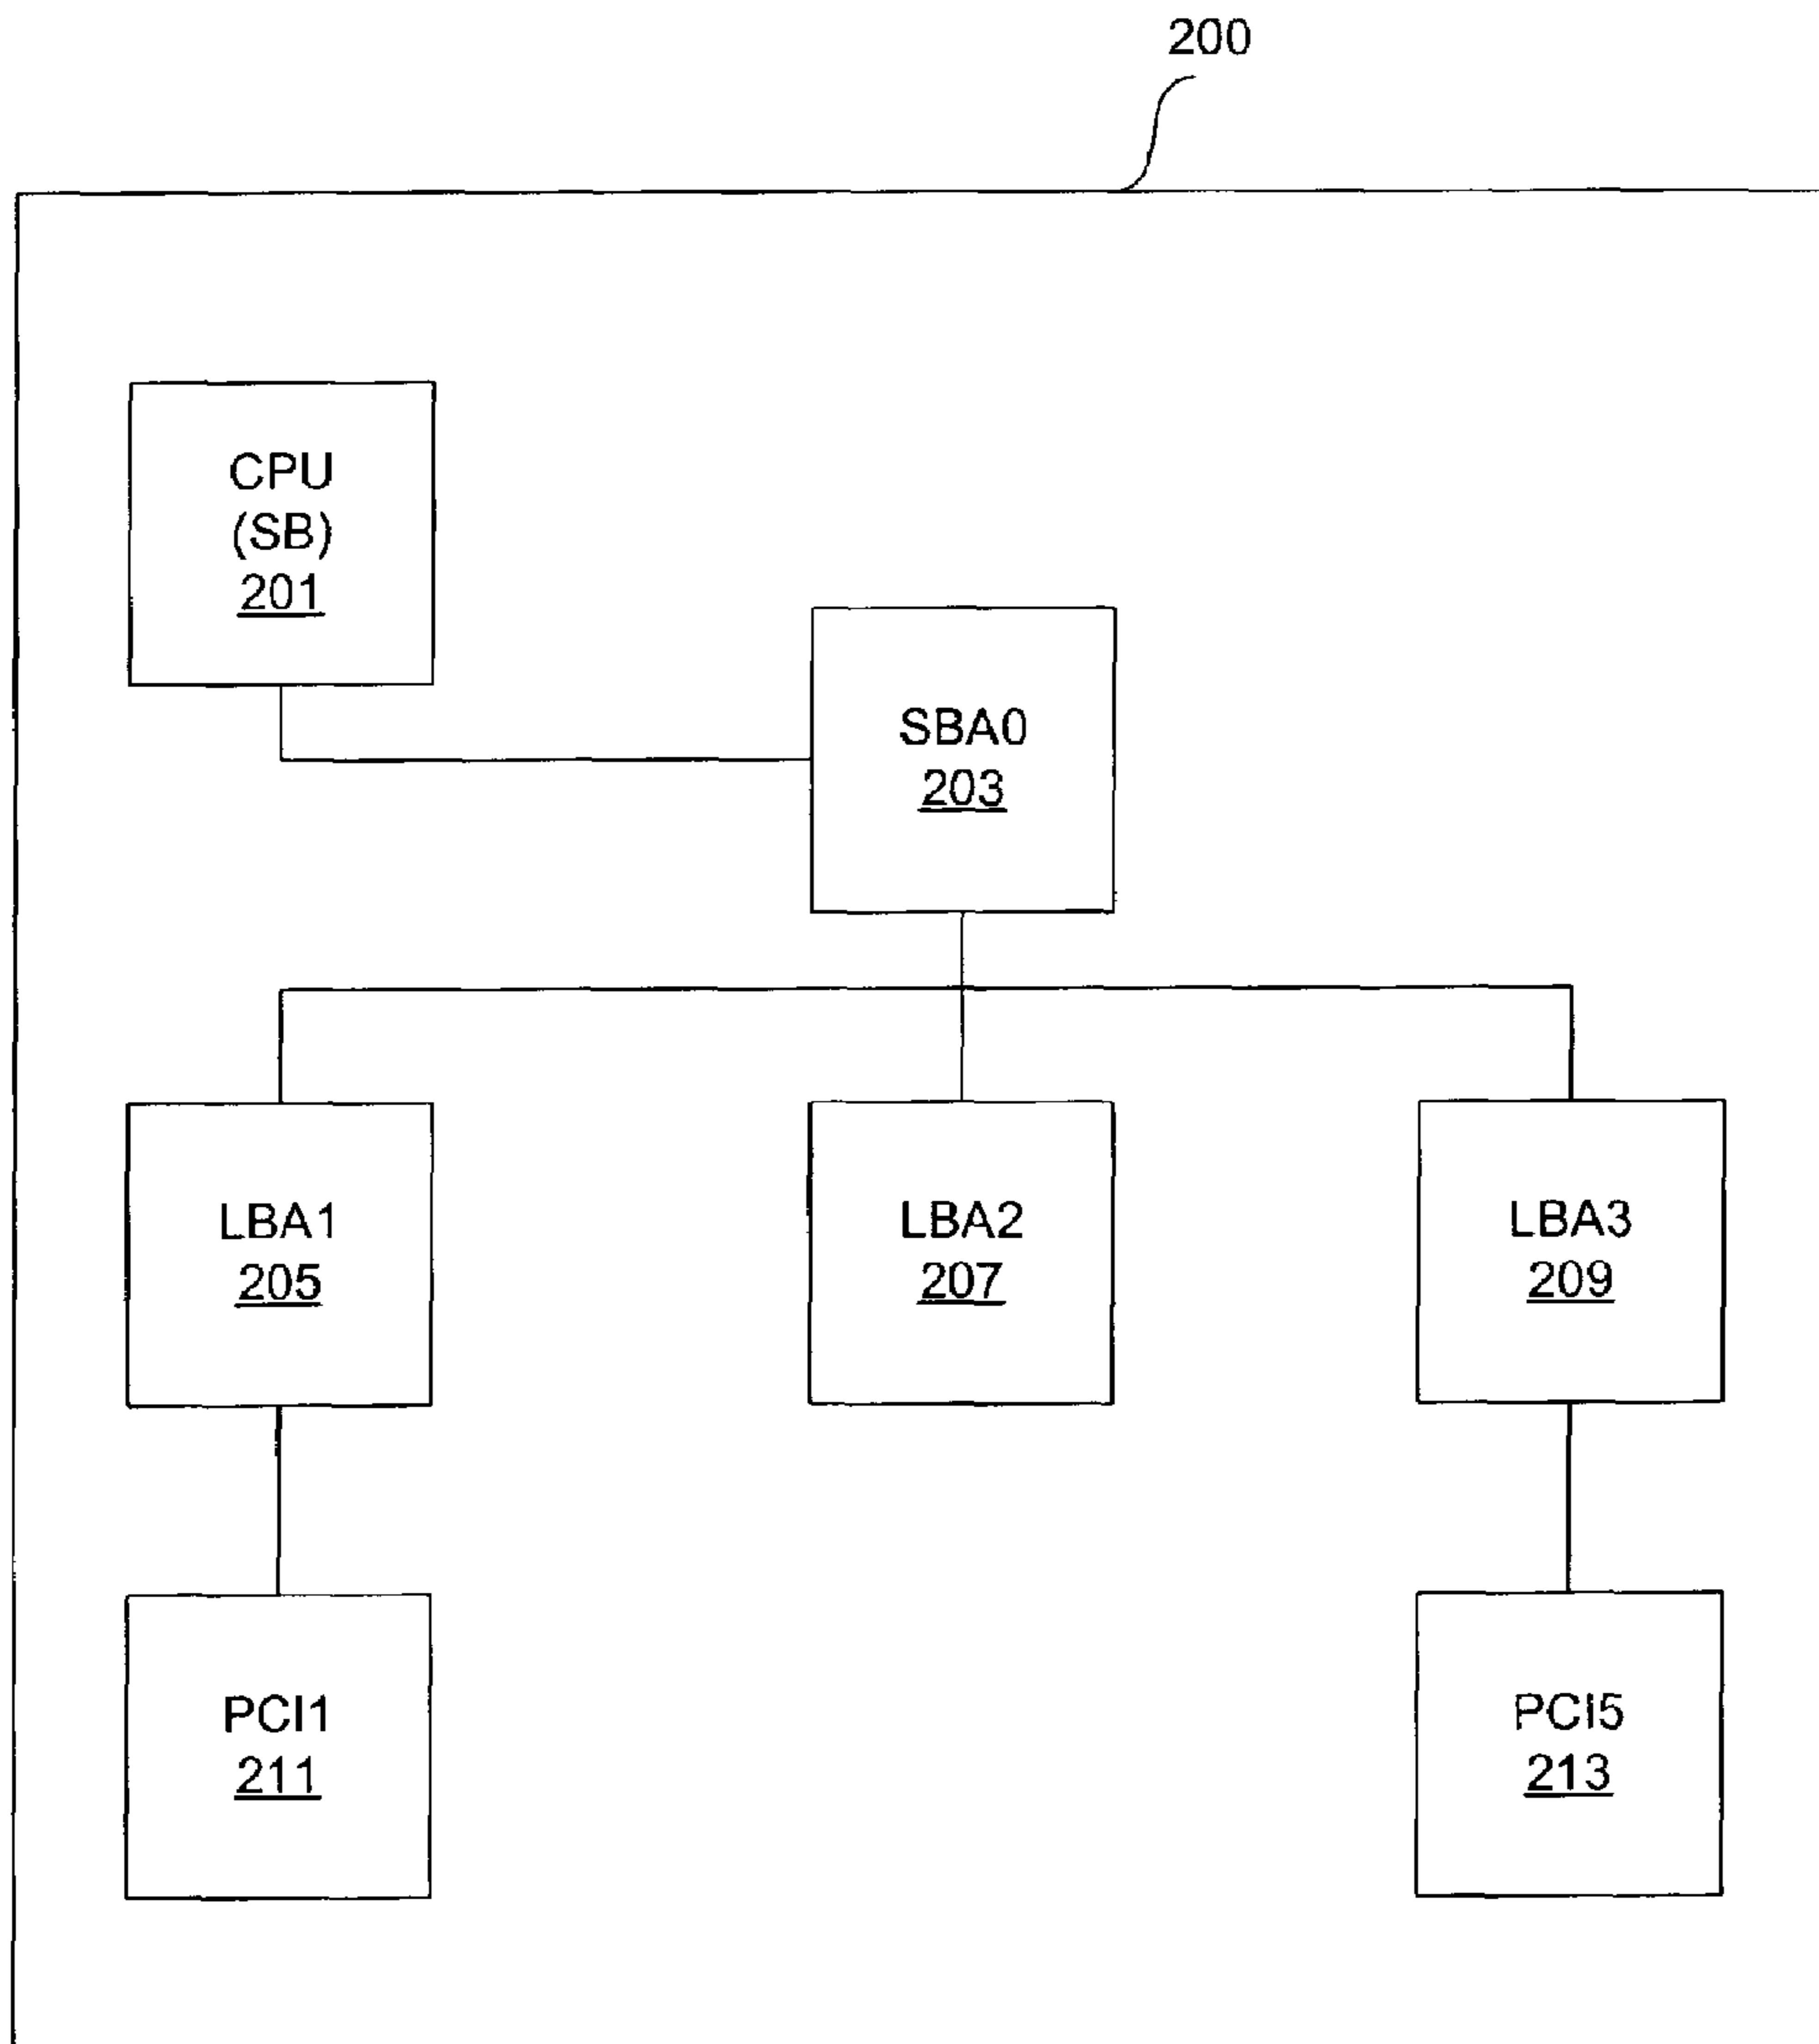 200
CPU
(SB)
201
SBA0
203
LBA1
205
LBA2
207
LBA3
209
PCI1
211
PCI5
213